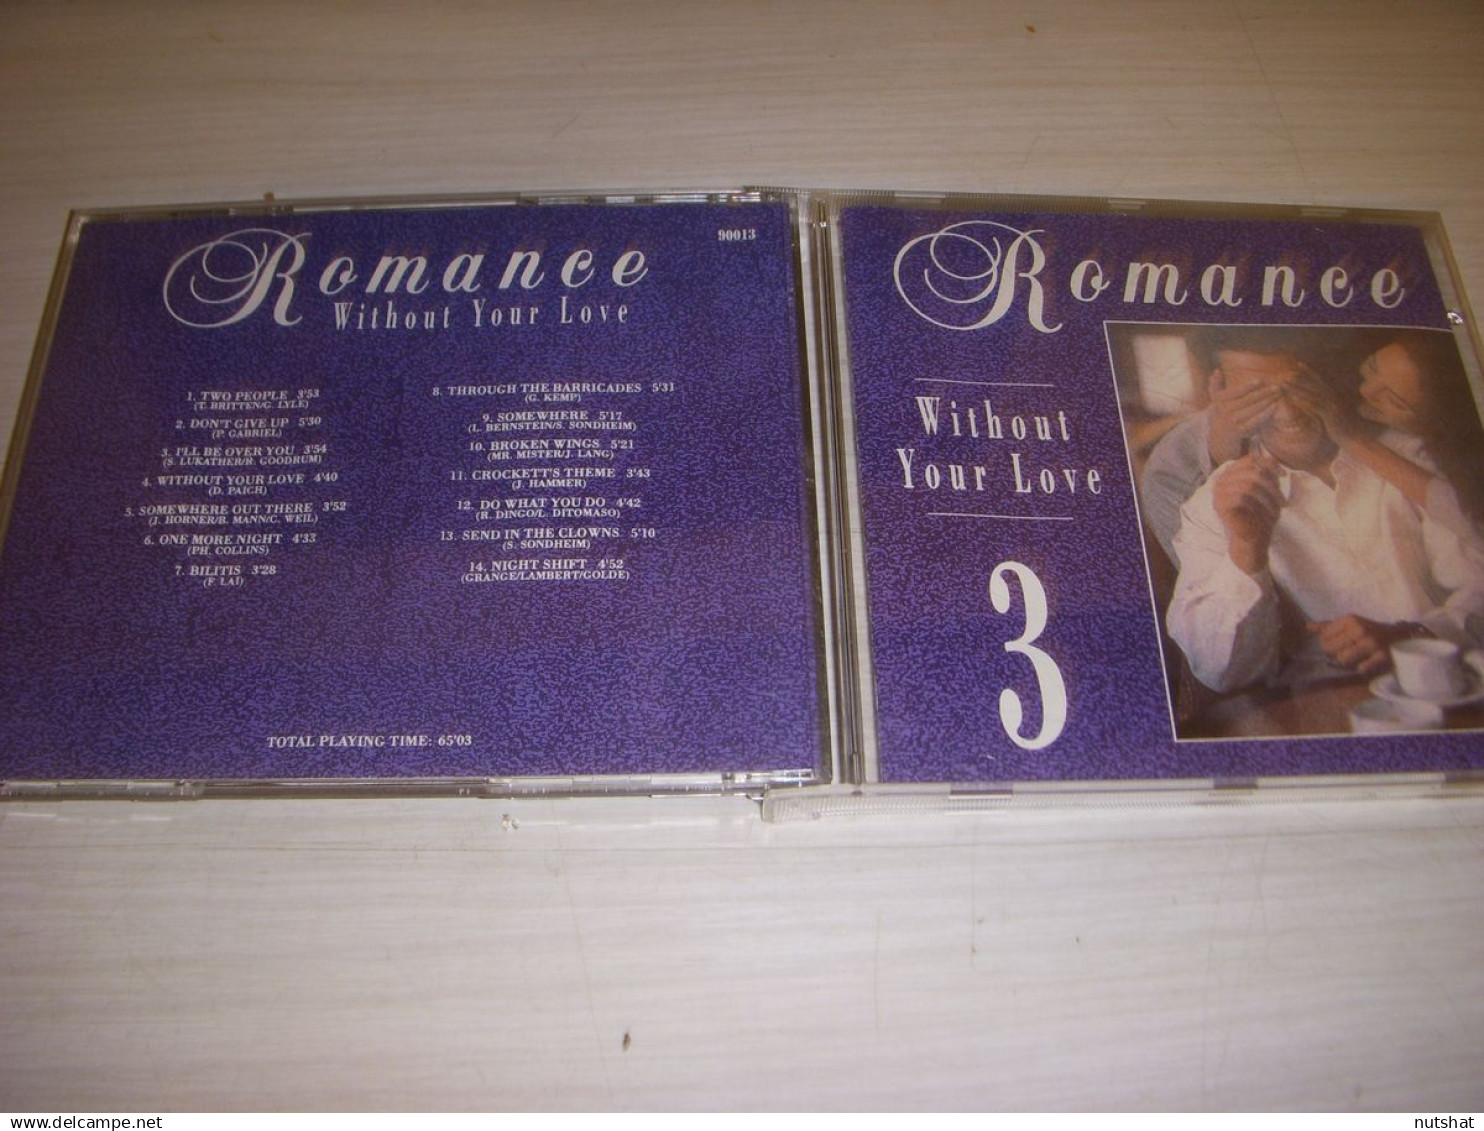 90013
Romance
Without Your Love
1. TWO PEOPLE 3'53
(T. BRITTEN/G. LYLE)
2. DON'T GIVE UP 5'30
(P. GABRIEL)
3. I'LL BE OVER YOU 3'54
(S. LUKATHER/R. GOODRUM)
4. WITHOUT YOUR LOVE 4'40
(D. PAICH)
5. SOMEWHERE OUT THERE 3'52
(J. HORNER/B. MANN/C. WEIL)
6. ONE MORE NIGHT 4'33
(PH. COLLINS)
7. BILITIS 3'28
(F. LAI)
8. THROUGH THE BARRICADES 5'31
(G. KEMP)
9. SOMEWHERE 5'17
(L. BERNSTEIN/S. SONDHEIM)
10. BROKEN WINGS 5'21
(MR. MISTER/J. LANG)
11. CROCKETT'S THEME 3'43
(J. HAMMER)
12. DO WHAT YOU DO 4'42
(R. DINGO/L. DITOMASO)
13. SEND IN THE CLOWNS 5'10
(S. SONDHEIM)
14. NIGHT SHIFT 4'52
(GRANGE/LAMBERT/GOLDE)
TOTAL PLAYING TIME: 65'03
Romance
Without
Your Love
3
www.delcampe.net
nutshat